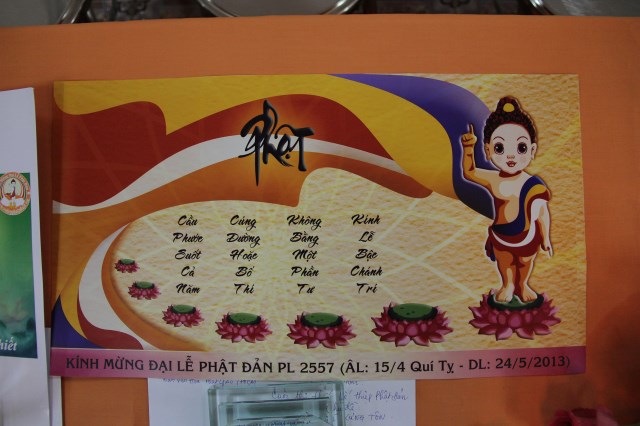 Phật
Cầu Cúng Không Kính
Phước Dường Bằng Lễ
Suốt Hoặc Một Bậc
Cả Bố Phần Chánh
Năm Thí Tư Trí
KÍNH MỪNG ĐẠI LỄ PHẬT ĐẢN PL 2557 (ÂL: 15/4 Quí Tỵ - DL: 24/5/2013)